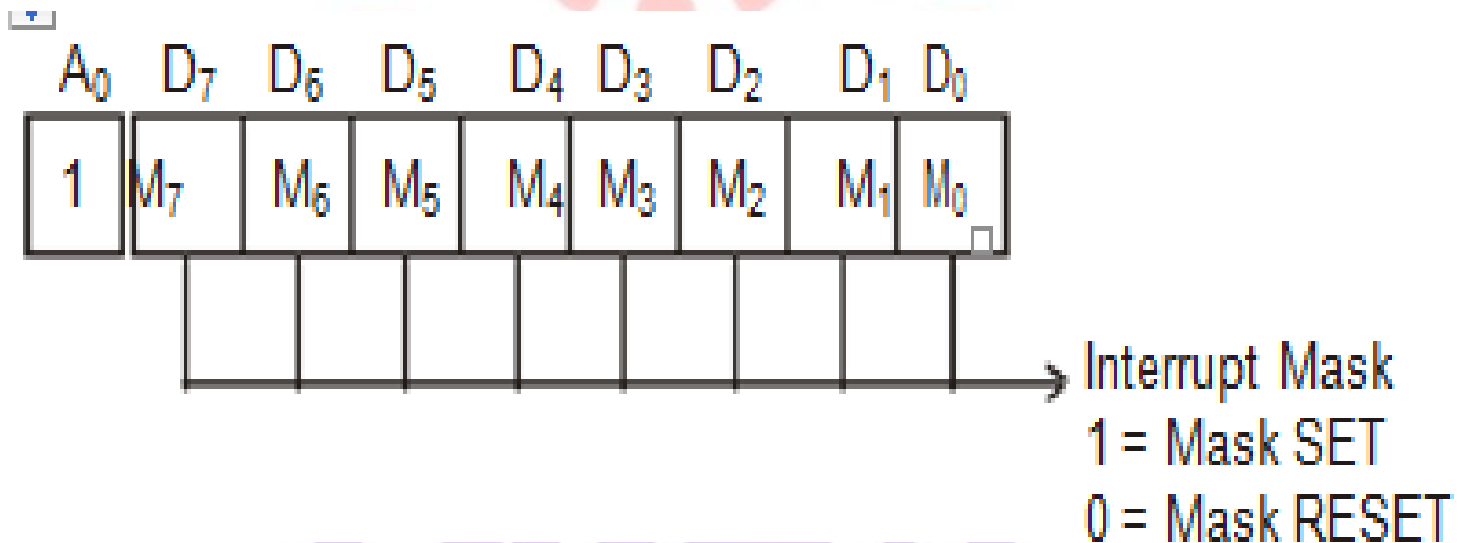 A₀ D₇ D₆ D₅ D₄ D₃ D₂ D₁ D₀
1 M₇ M₆ M₅ M₄ M₃ M₂ M₁ M₀
Interrupt Mask
1 = Mask SET
0 = Mask RESET